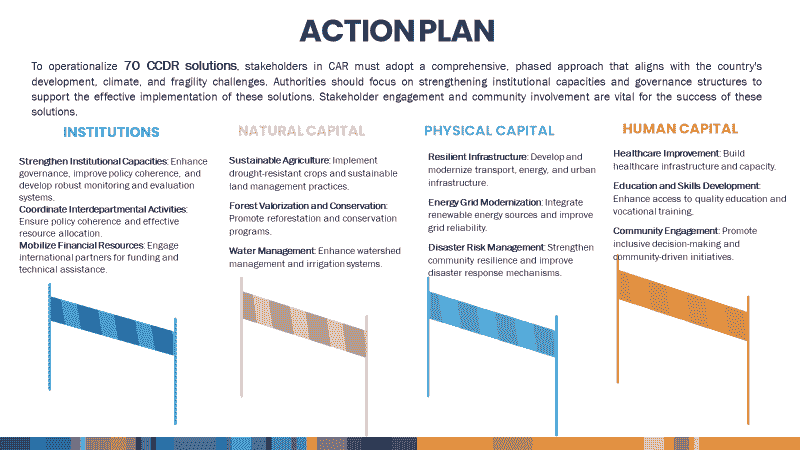 ACTION PLAN
To operationalize 70 CCDR solutions, stakeholders in CAR must adopt a comprehensive, phased approach that aligns with the country's
development, climate, and fragility challenges. Authorities should focus on strengthening institutional capacities and governance structures to
support the effective implementation of these solutions. Stakeholder engagement and community involvement are vital for the success of these
solutions.
INSTITUTIONS
Strengthen Institutional Capacities: Enhance
governance, improve policy coherence, and
develop robust monitoring and evaluation
systems.
Coordinate Interdepartmental Activities:
Ensure policy coherence and effective
resource allocation.
Mobilize Financial Resources: Engage
international partners for funding and
technical assistance.
NATURAL CAPITAL
Sustainable Agriculture: Implement
drought-resistant crops and sustainable
land management practices.
Forest Valorization and Conservation:
Promote reforestation and conservation
programs.
Water Management: Enhance watershed
management and irrigation systems.
PHYSICAL CAPITAL
Resilient Infrastructure: Develop and
modernize transport, energy, and urban
infrastructure.
Energy Grid Modernization: Integrate
renewable energy sources and improve
grid reliability.
Disaster Risk Management: Strengthen
community resilience and improve
disaster response mechanisms.
HUMAN CAPITAL
Healthcare Improvement: Build
healthcare infrastructure and capacity.
Education and Skills Development:
Enhance access to quality education and
vocational training.
Community Engagement: Promote
inclusive decision-making and
community-driven initiatives.